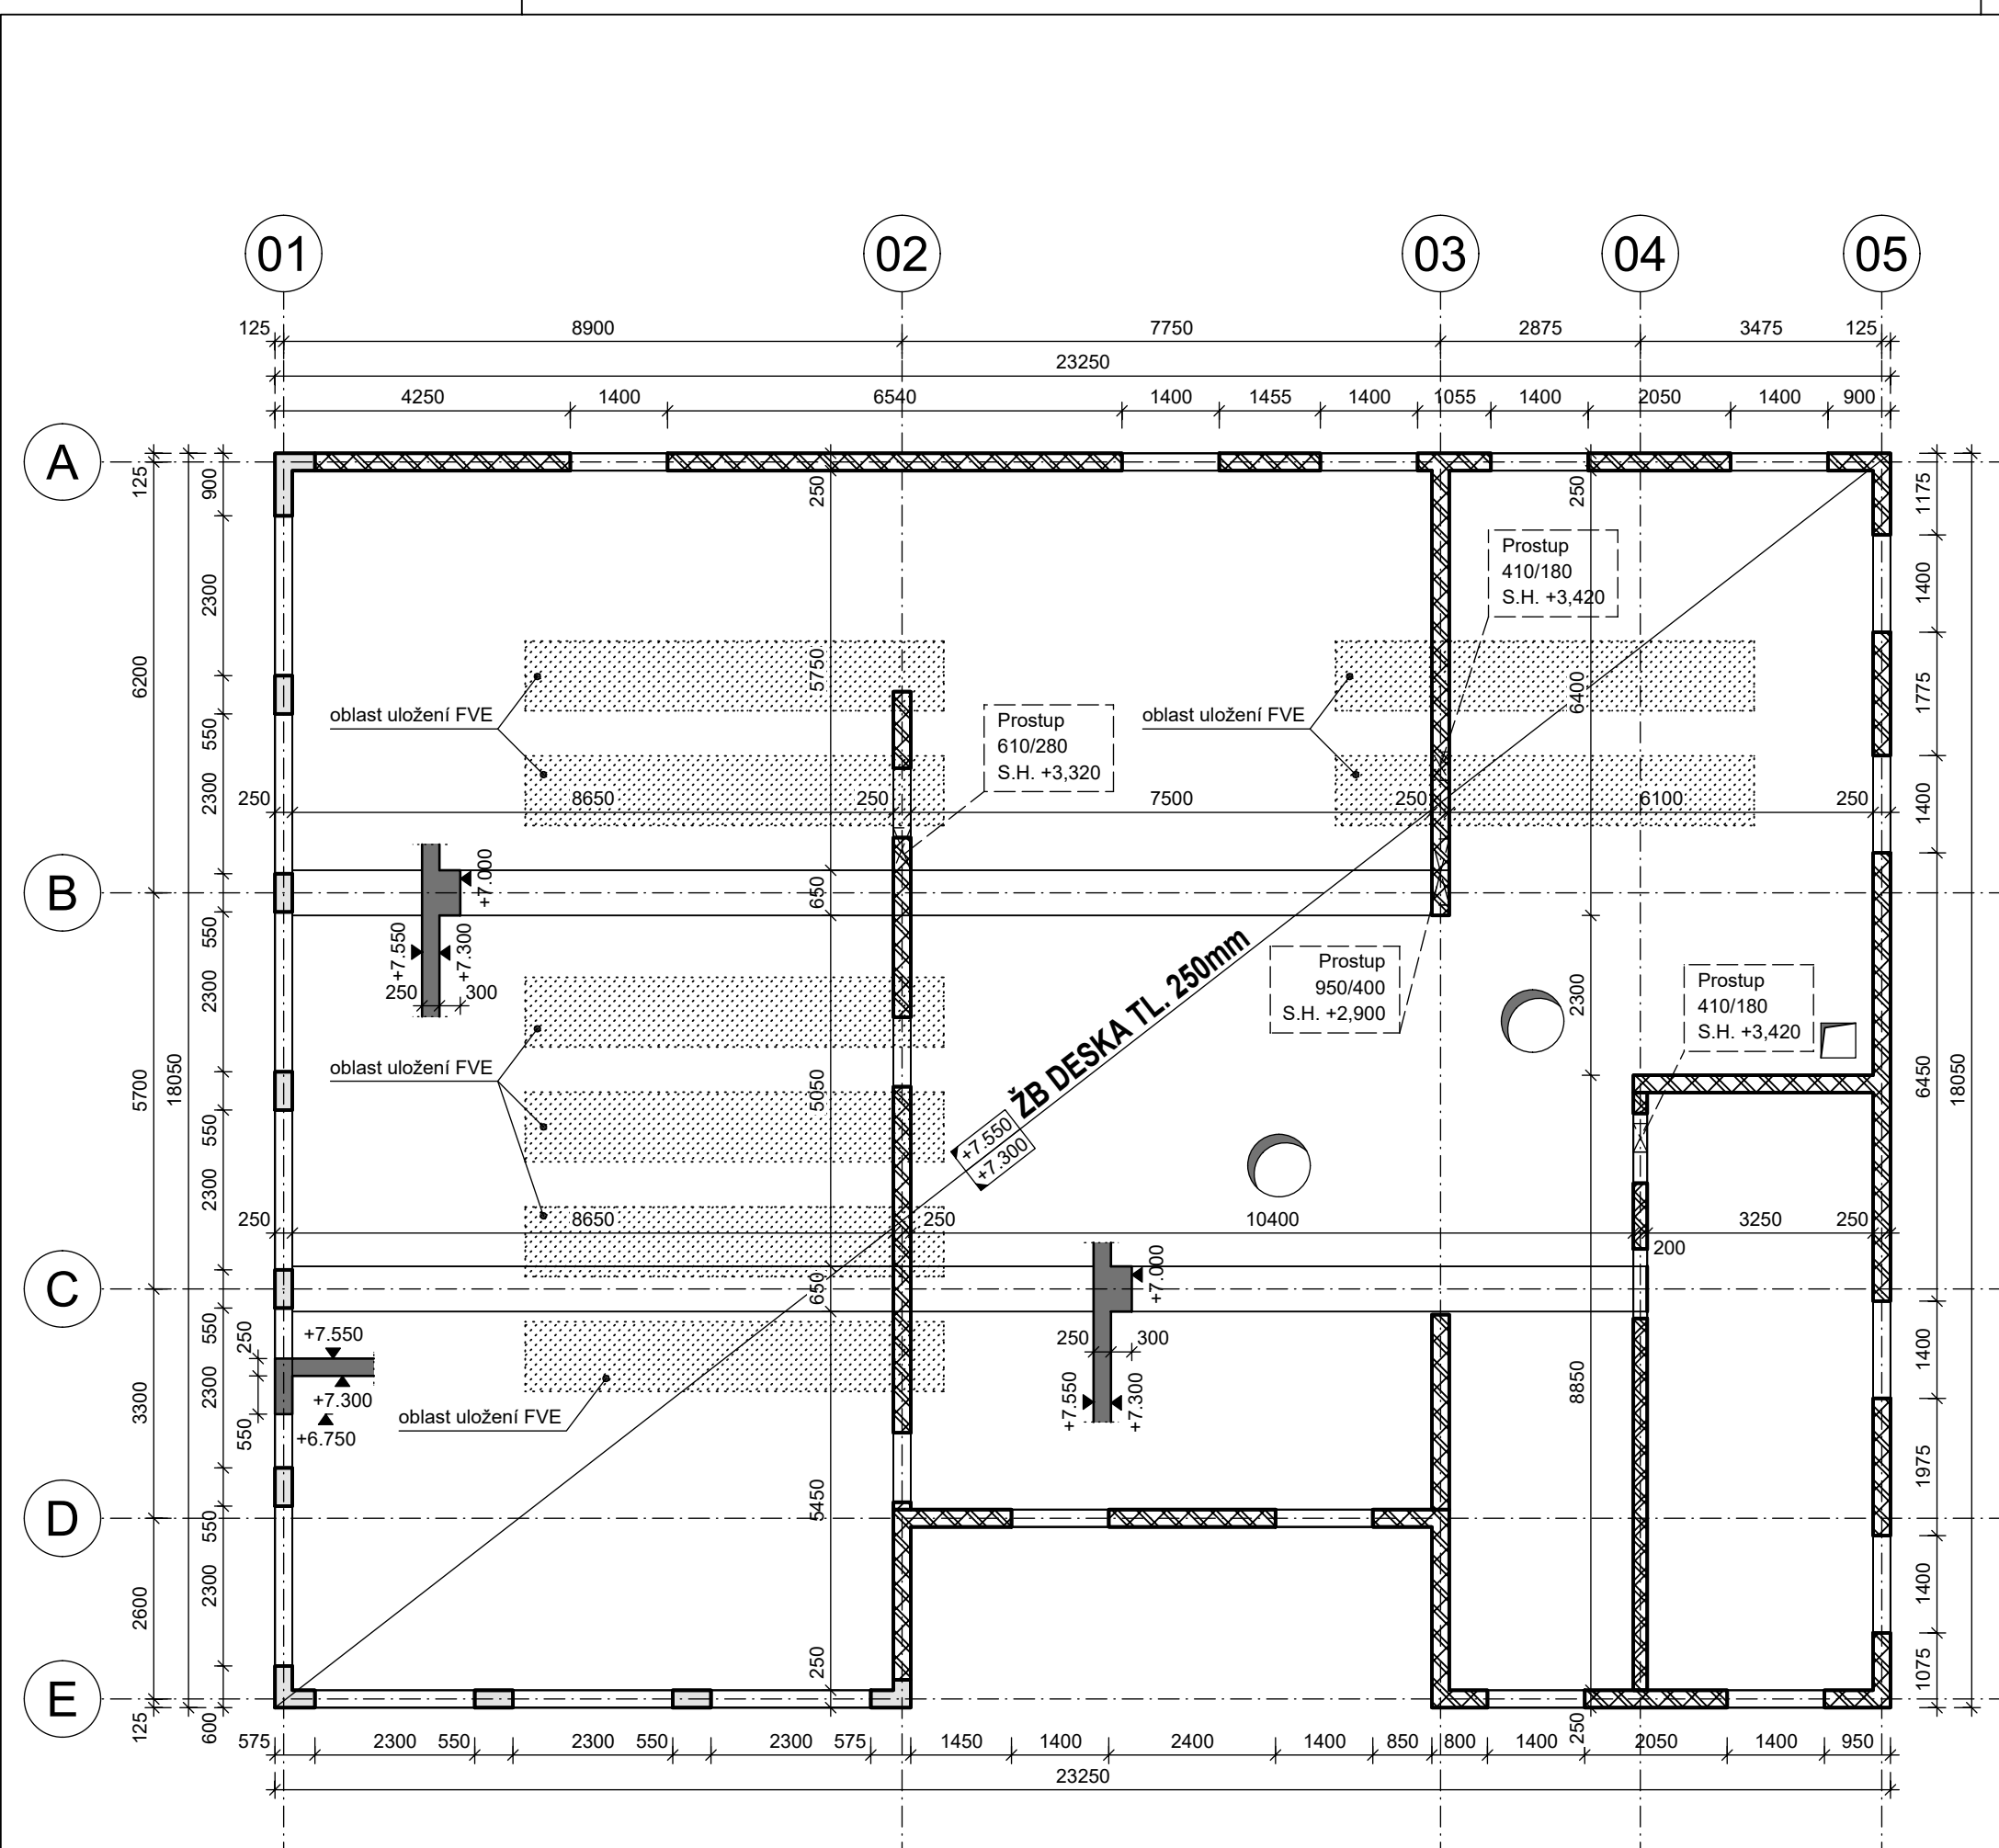 01 02 03 04 05
125 8900 7750 2875 3475 125
23250
4250 1400 6540 1400 1455 1400 1055 1400 2050 1400 900
A
B
C
D
E
125 6200 5700 3300 2600 125
18050
900 2300 550 2300 550 2300 550 2300 550 2300 550 2300 600
250 5750 650 5050 650 5450 250
250 6400 2300 8850 250
1175 1400 1775 1400 6450 1400 1975 1400 1075
18050
Prostup
410/180
S.H. +3,420
oblast uložení FVE
Prostup
610/280
S.H. +3,320
oblast uložení FVE
250 8650 250 7500 250 6100 250
+7.000
+7.550
+7.300
250 300
Prostup
950/400
S.H. +2,900
Prostup
410/180
S.H. +3,420
ŽB DESKA TL. 250mm
+7.550
+7.300
oblast uložení FVE
250 8650 250 10400 3250 250
200
+7.000
250 300
+7.550
+7.300
250
550
+7.550
+7.300
+6.750
oblast uložení FVE
575 2300 550 2300 550 2300 575 1450 1400 2400 1400 850 800 1400 2050 1400 950
23250